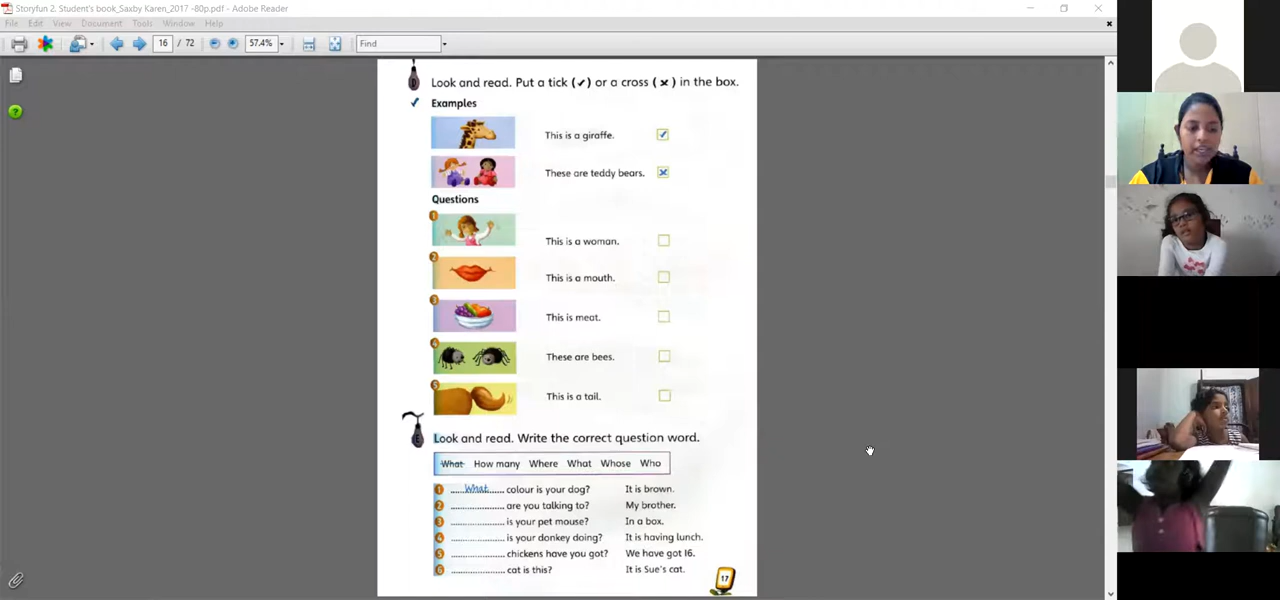 Storyfun 2. Student's book_Saxby Karen_2017 -80p.pdf - Adobe Reader
File Edit View Document Tools Window Help
16 / 72 57.4% Find
D Look and read. Put a tick (✓) or a cross (✗) in the box.
✓ Examples
This is a giraffe. ✓
These are teddy bears. ✗
Questions
1 This is a woman.
2 This is a mouth.
3 This is meat.
4 These are bees.
5 This is a tail.
E Look and read. Write the correct question word.
What How many Where What Whose Who
1 What colour is your dog? It is brown.
2 are you talking to? My brother.
3 is your pet mouse? In a box.
4 is your donkey doing? It is having lunch.
5 chickens have you got? We have got 16.
6 cat is this? It is Sue's cat.
17